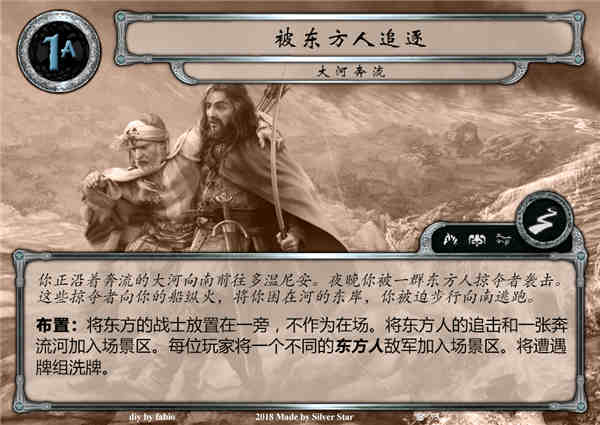 1A
被东方人追逐
大河奔流
你正沿着奔流的大河向南前往多温尼安。夜晚你被一群东方人掠夺者袭击。
这些掠夺者向你的船纵火，将你困在河的东岸，你被迫步行向南逃跑。
布置：将东方的战士放置在一旁，不作为在场。将东方人的追击和一张奔
流河加入场景区。每位玩家将一个不同的东方人敌军加入场景区。将遭遇
牌组洗牌。
diy by fabio 2018 Made by Silver Star